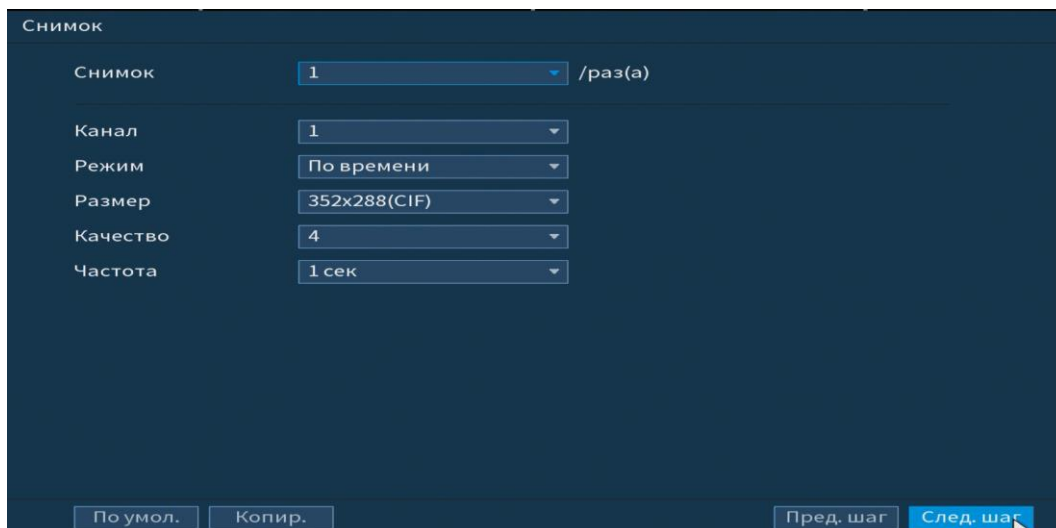 Снимок
Снимок 1 /раз(а)
Канал 1
Режим По времени
Размер 352x288(CIF)
Качество 4
Частота 1 сек
По умол. Копир. Пред. шаг След. шаг